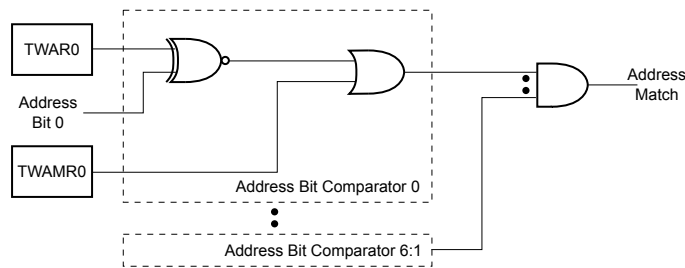 TWAR0
Address
Bit 0
TWAMR0
Address Bit Comparator 0
Address Bit Comparator 6:1
Address
Match